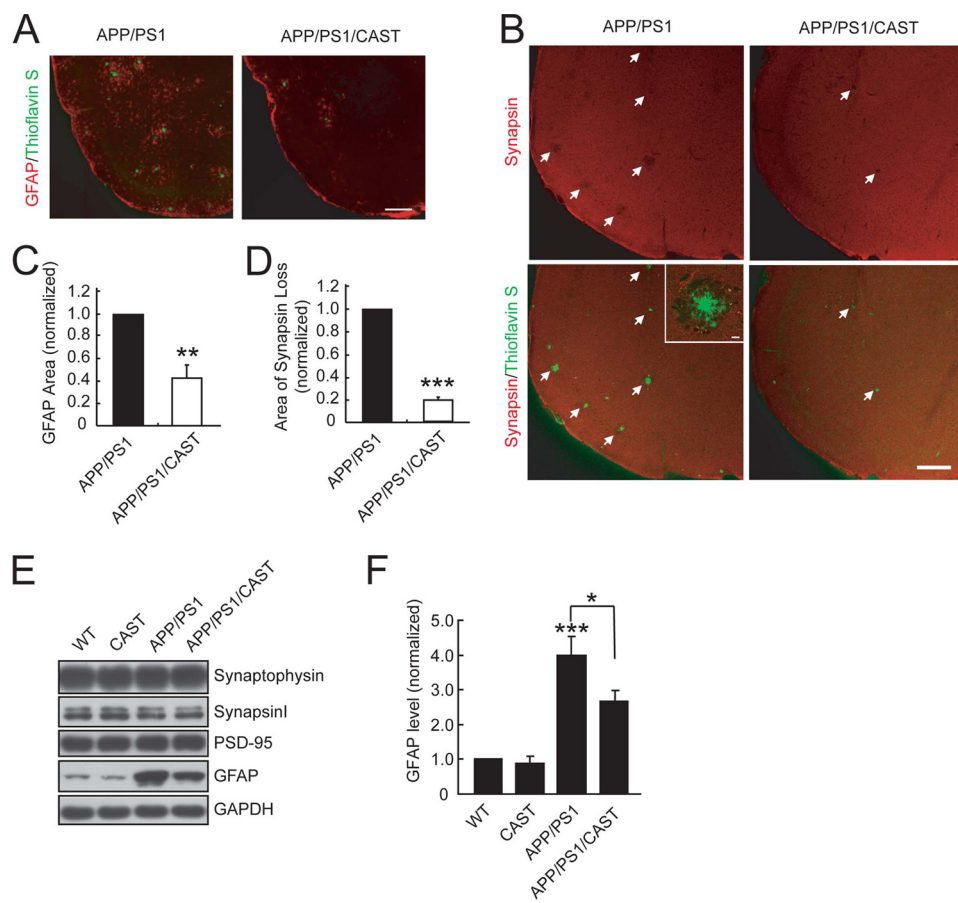 A
APP/PS1
APP/PS1/CAST
GFAP/Thioflavin S
B
APP/PS1
APP/PS1/CAST
Synapsin
Synapsin/Thioflavin S
C
GFAP Area (normalized)
1.2
1
0.8
0.6
0.4
0.2
0
**
APP/PS1
APP/PS1/CAST
D
Area of Synapsin Loss
(normalized)
1.2
1
0.8
0.6
0.4
0.2
0
***
APP/PS1
APP/PS1/CAST
E
WT
CAST
APP/PS1
APP/PS1/CAST
Synaptophysin
SynapsinI
PSD-95
GFAP
GAPDH
F
GFAP level (normalized)
5.0
4.0
3.0
2.0
1.0
0
***
*
WT
CAST
APP/PS1
APP/PS1/CAST